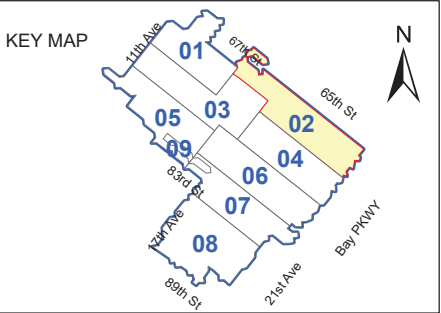 KEY MAP
11th Ave
67th St
N
01
65th St
05
03
02
09
04
83rd St
06
17th Ave
07
Bay PKWY
08
21st Ave
89th St